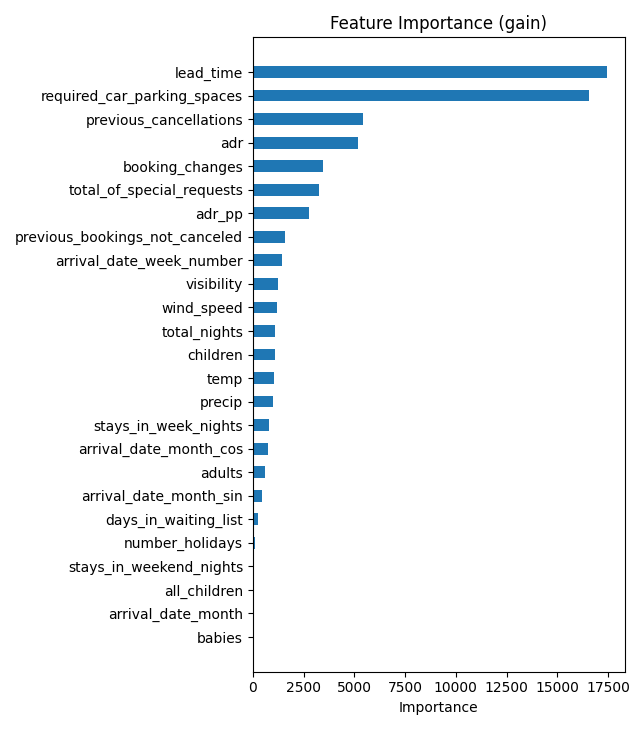 Feature Importance (gain)
lead_time
required_car_parking_spaces
previous_cancellations
adr
booking_changes
total_of_special_requests
adr_pp
previous_bookings_not_canceled
arrival_date_week_number
visibility
wind_speed
total_nights
children
temp
precip
stays_in_week_nights
arrival_date_month_cos
adults
arrival_date_month_sin
days_in_waiting_list
number_holidays
stays_in_weekend_nights
all_children
arrival_date_month
babies
0 2500 5000 7500 10000 12500 15000 17500
Importance